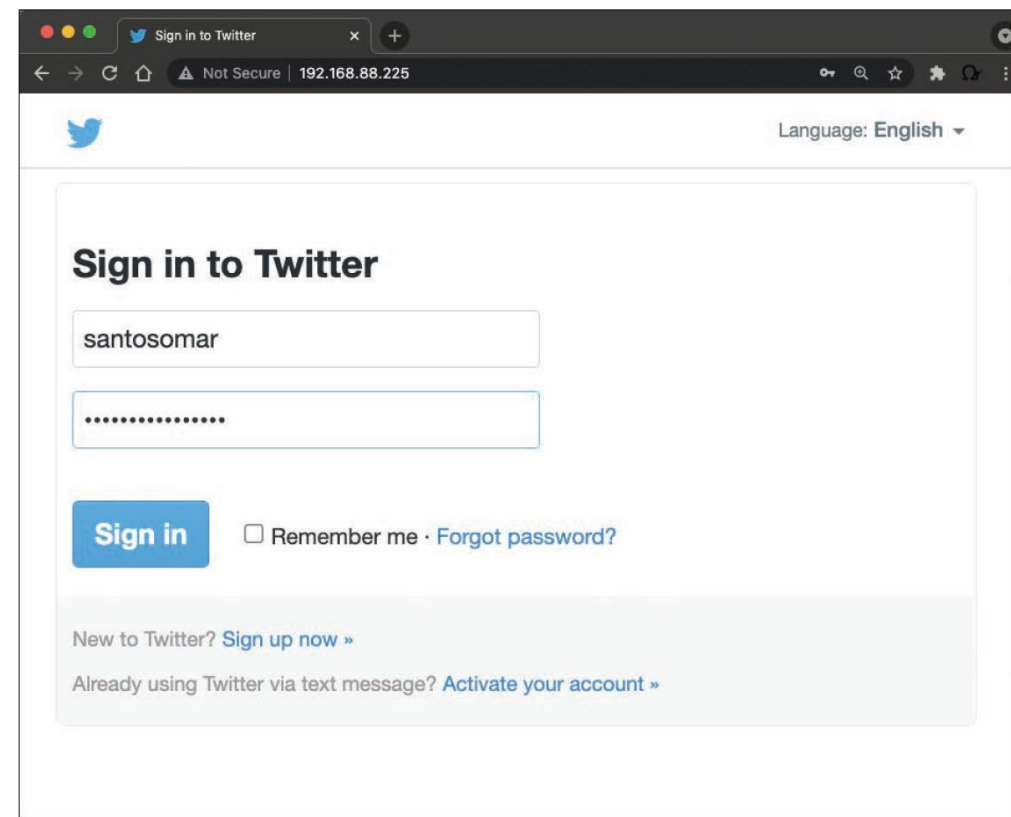 Sign in to Twitter
Not Secure | 192.168.88.225
Language: English
Sign in to Twitter
santosomar
••••••••••••••••
Sign in
Remember me · Forgot password?
New to Twitter? Sign up now »
Already using Twitter via text message? Activate your account »